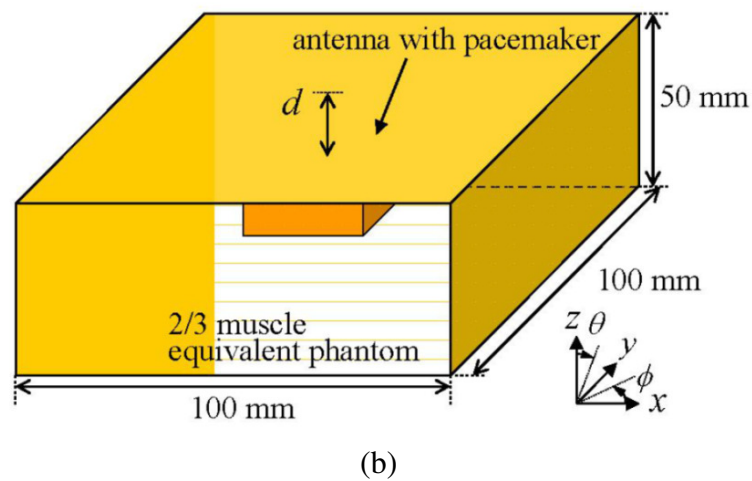 antenna with pacemaker
d
50 mm
100 mm
2/3 muscle
equivalent phantom
z θ
y
ϕ
x
100 mm
(b)